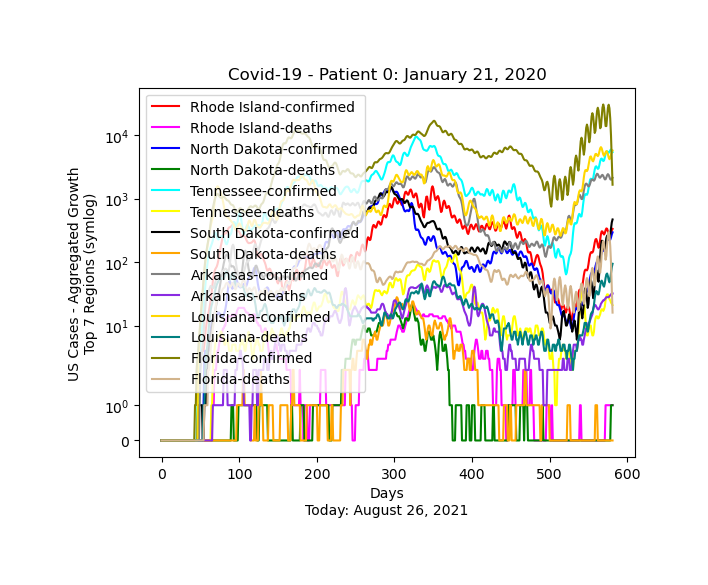 Covid-19 - Patient 0: January 21, 2020
US Cases - Aggregated Growth
Top 7 Regions (symlog)
10^4
10^3
10^2
10^1
10^0
0
Rhode Island-confirmed
Rhode Island-deaths
North Dakota-confirmed
North Dakota-deaths
Tennessee-confirmed
Tennessee-deaths
South Dakota-confirmed
South Dakota-deaths
Arkansas-confirmed
Arkansas-deaths
Louisiana-confirmed
Louisiana-deaths
Florida-confirmed
Florida-deaths
0 100 200 300 400 500 600
Days
Today: August 26, 2021